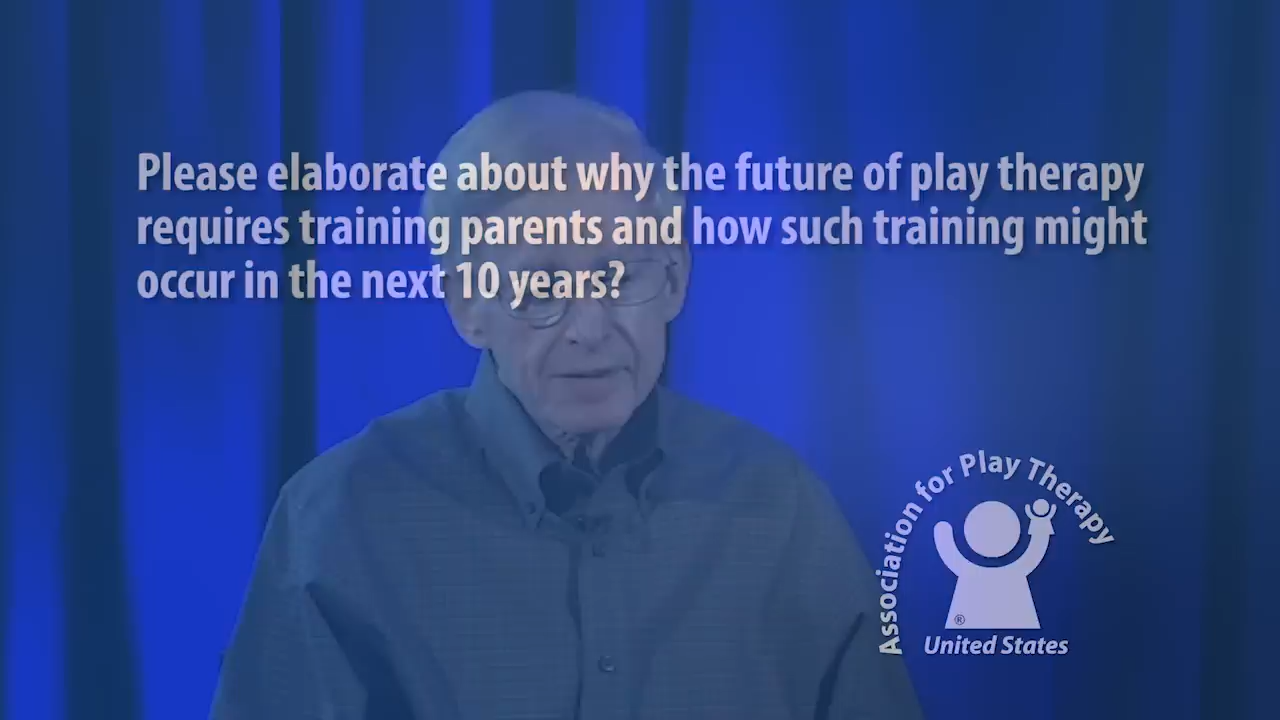 Please elaborate about why the future of play therapy
requires training parents and how such training might
occur in the next 10 years?
Association for Play Therapy
®
United States